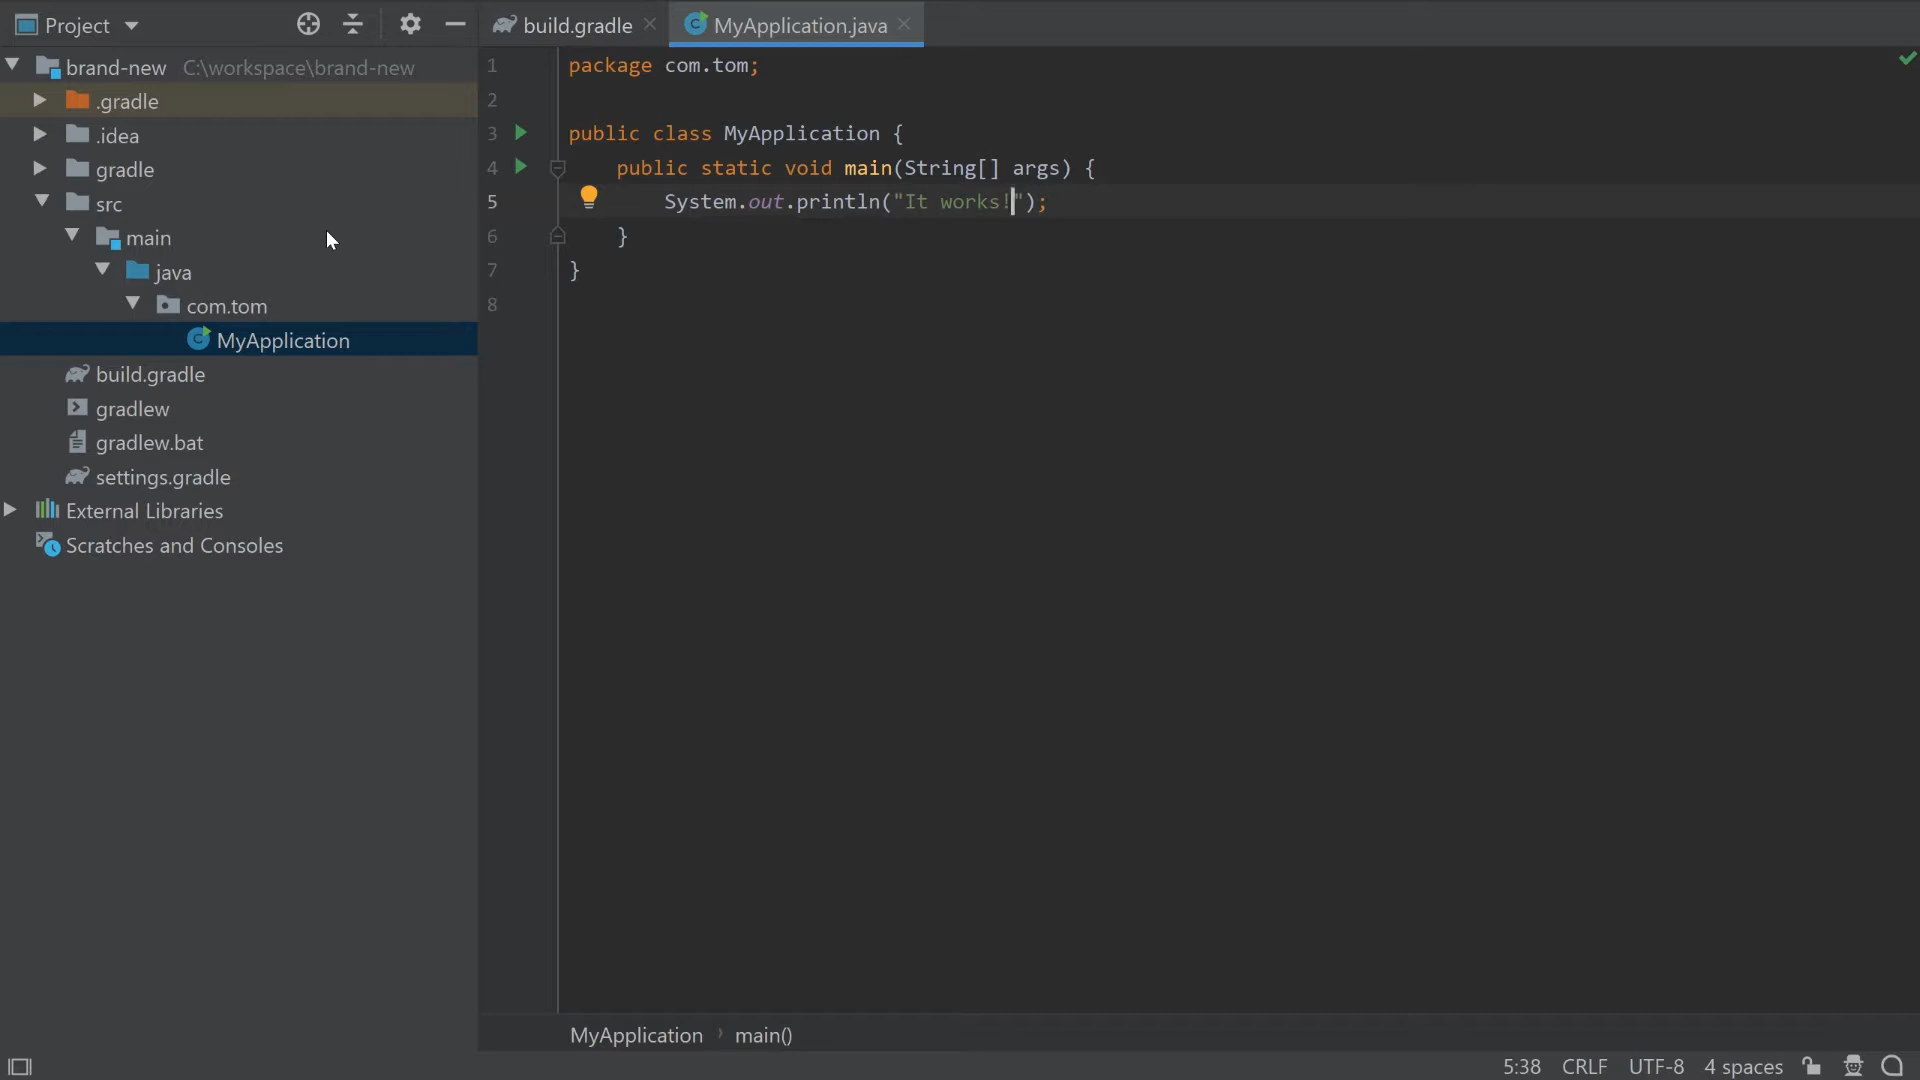 Project
brand-new C:\workspace\brand-new
.gradle
.idea
gradle
src
main
java
com.tom
MyApplication
build.gradle
gradlew
gradlew.bat
settings.gradle
External Libraries
Scratches and Consoles
build.gradle MyApplication.java
1 package com.tom;
2
3 public class MyApplication {
4 public static void main(String[] args) {
5 System.out.println("It works!");
6 }
7 }
8
MyApplication › main()
5:38 CRLF UTF-8 4 spaces